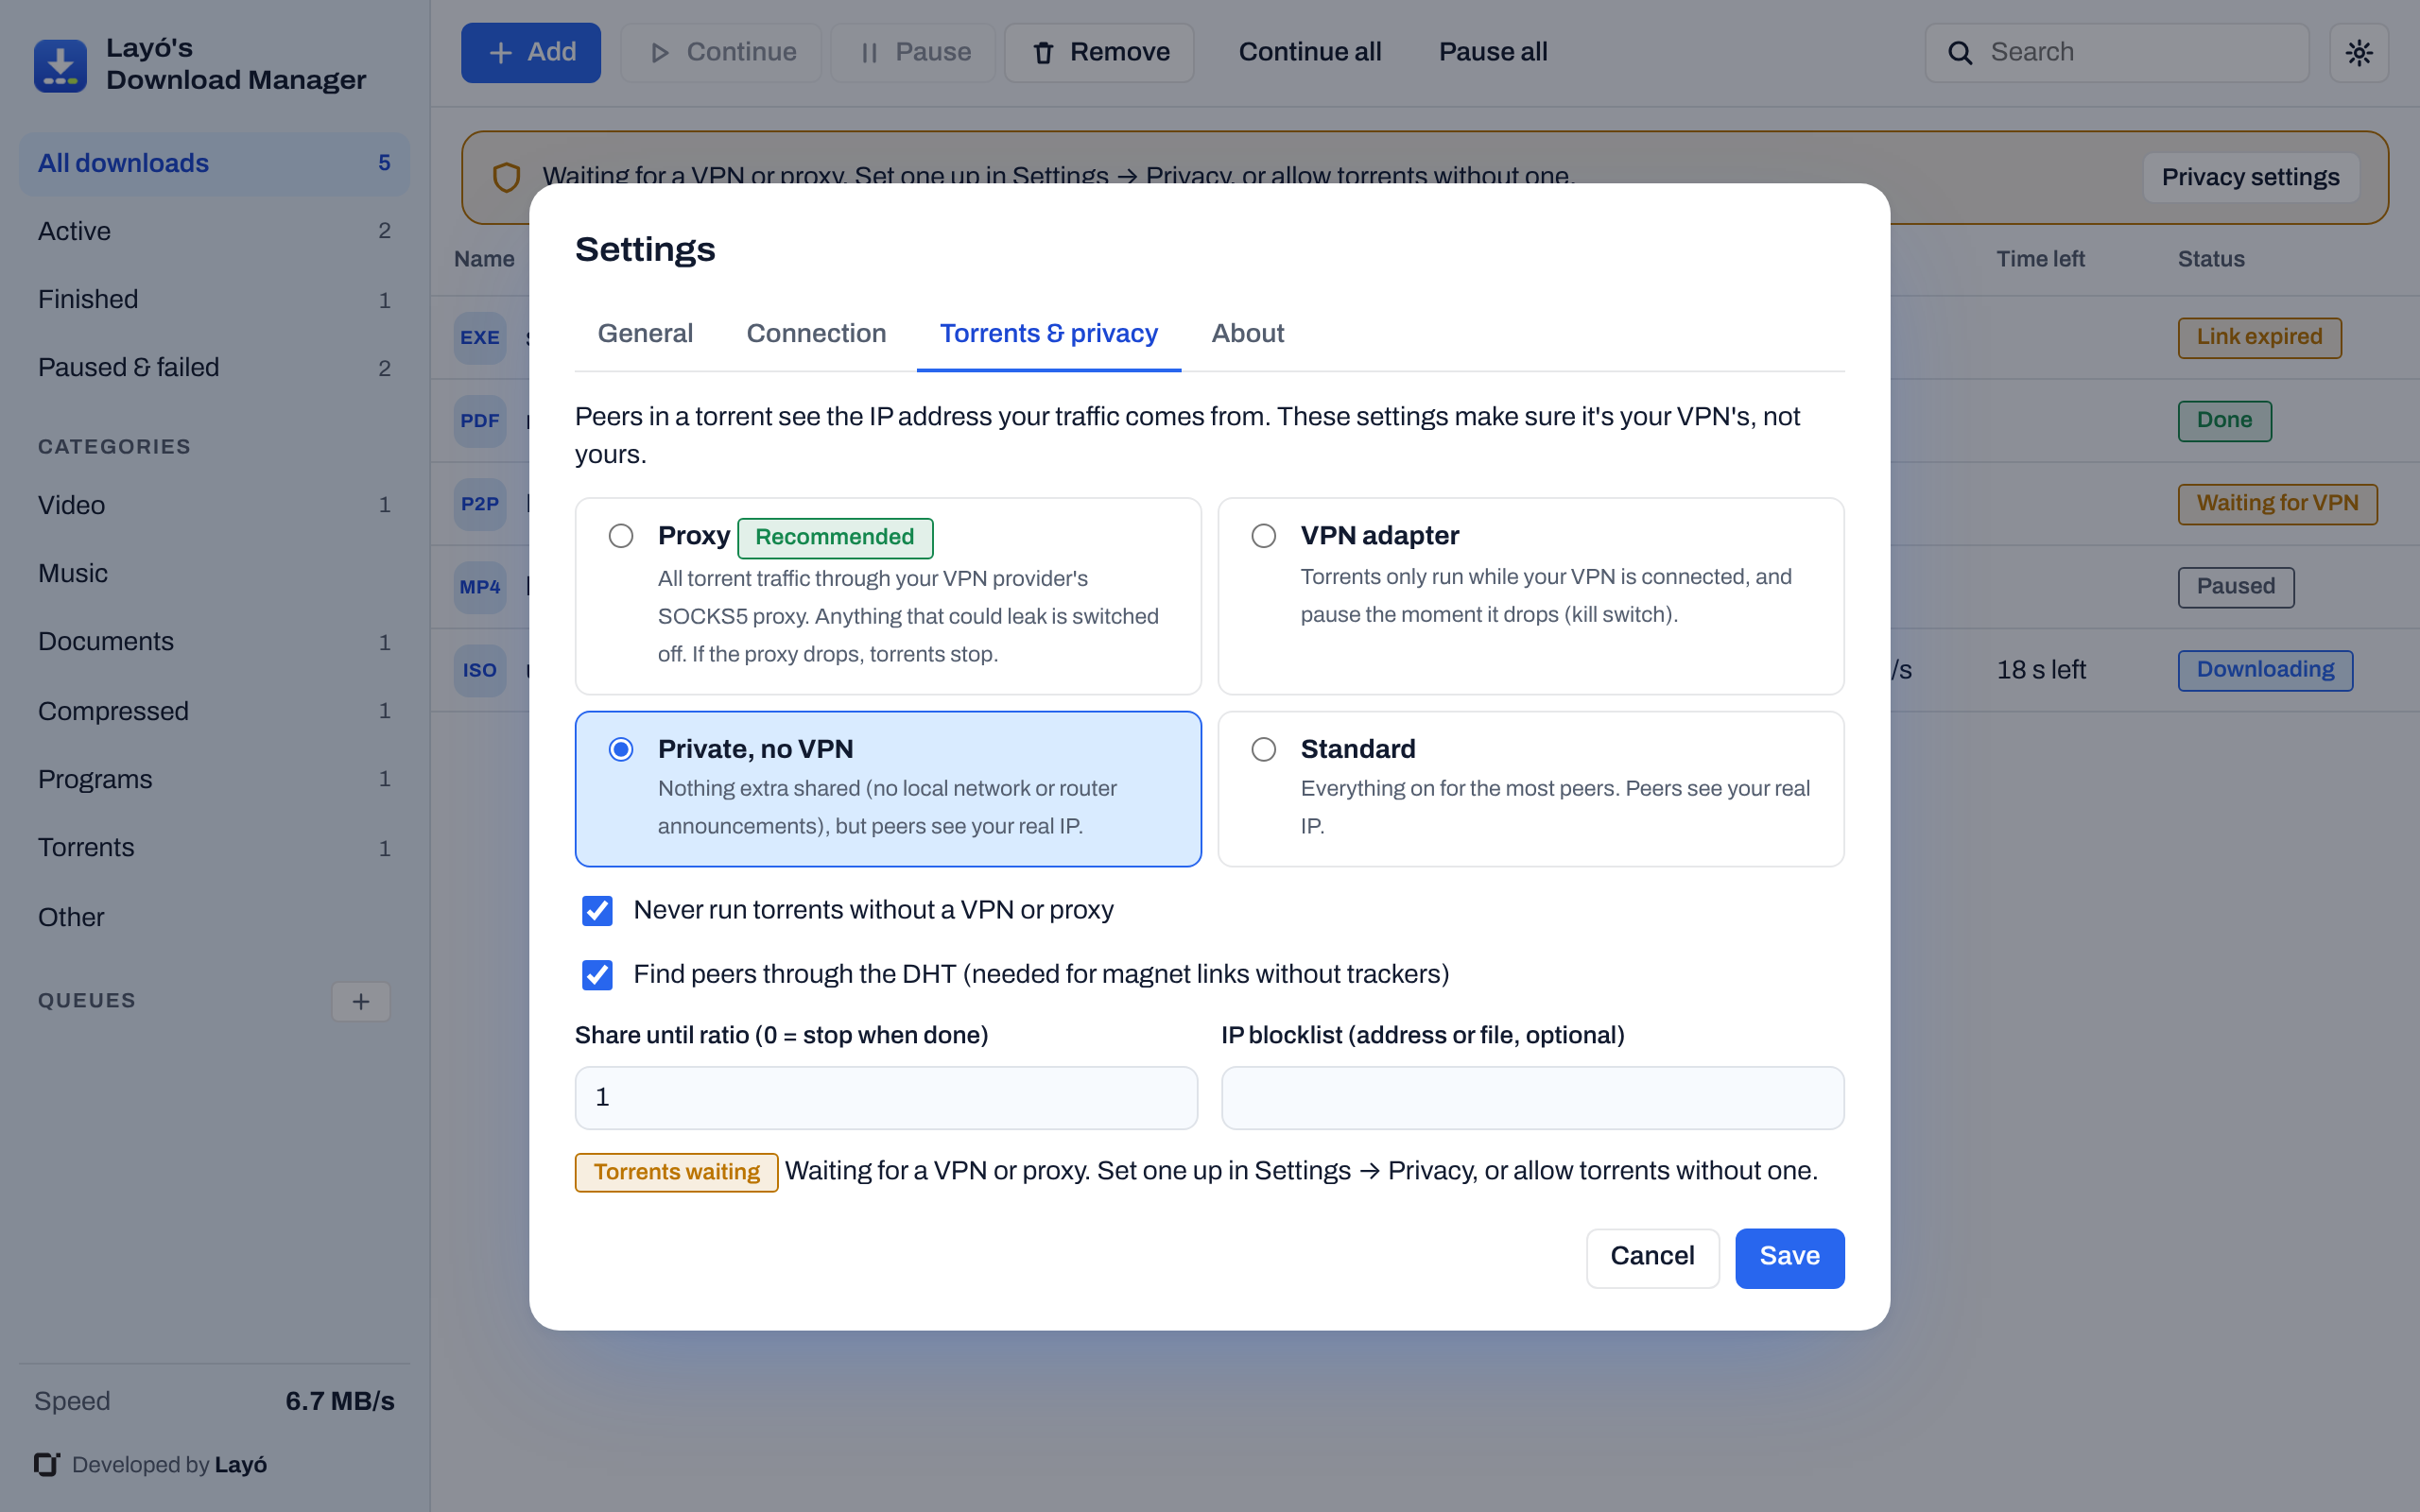 Layó's
Download Manager
Add
Continue
Pause
Remove
Continue all
Pause all
Search
All downloads 5
Active 2
Finished 1
Paused & failed 2
CATEGORIES
Video 1
Music
Documents 1
Compressed 1
Programs 1
Torrents 1
Other
QUEUES
Speed 6.7 MB/s
Developed by Layó
Waiting for a VPN or proxy. Set one up in Settings → Privacy, or allow torrents without one.
Privacy settings
Name
Time left
Status
EXE
Link expired
PDF
Done
P2P
Waiting for VPN
MP4
Paused
ISO
/s
18 s left
Downloading
Settings
General
Connection
Torrents & privacy
About
Peers in a torrent see the IP address your traffic comes from. These settings make sure it's your VPN's, not
yours.
Proxy Recommended
All torrent traffic through your VPN provider's
SOCKS5 proxy. Anything that could leak is switched
off. If the proxy drops, torrents stop.
VPN adapter
Torrents only run while your VPN is connected, and
pause the moment it drops (kill switch).
Private, no VPN
Nothing extra shared (no local network or router
announcements), but peers see your real IP.
Standard
Everything on for the most peers. Peers see your real
IP.
Never run torrents without a VPN or proxy
Find peers through the DHT (needed for magnet links without trackers)
Share until ratio (0 = stop when done)
1
IP blocklist (address or file, optional)
Torrents waiting Waiting for a VPN or proxy. Set one up in Settings → Privacy, or allow torrents without one.
Cancel
Save